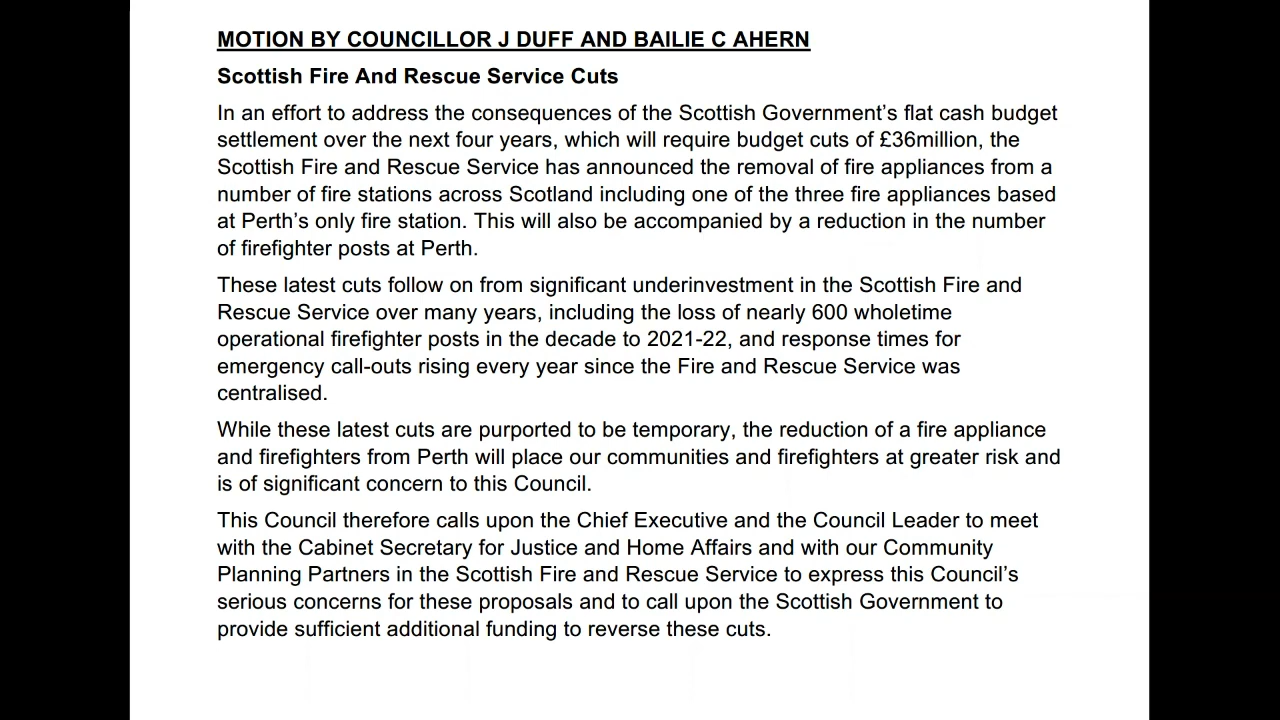 MOTION BY COUNCILLOR J DUFF AND BAILIE C AHERN
Scottish Fire And Rescue Service Cuts
In an effort to address the consequences of the Scottish Government’s flat cash budget
settlement over the next four years, which will require budget cuts of £36million, the
Scottish Fire and Rescue Service has announced the removal of fire appliances from a
number of fire stations across Scotland including one of the three fire appliances based
at Perth’s only fire station. This will also be accompanied by a reduction in the number
of firefighter posts at Perth.
These latest cuts follow on from significant underinvestment in the Scottish Fire and
Rescue Service over many years, including the loss of nearly 600 wholetime
operational firefighter posts in the decade to 2021-22, and response times for
emergency call-outs rising every year since the Fire and Rescue Service was
centralised.
While these latest cuts are purported to be temporary, the reduction of a fire appliance
and firefighters from Perth will place our communities and firefighters at greater risk and
is of significant concern to this Council.
This Council therefore calls upon the Chief Executive and the Council Leader to meet
with the Cabinet Secretary for Justice and Home Affairs and with our Community
Planning Partners in the Scottish Fire and Rescue Service to express this Council’s
serious concerns for these proposals and to call upon the Scottish Government to
provide sufficient additional funding to reverse these cuts.